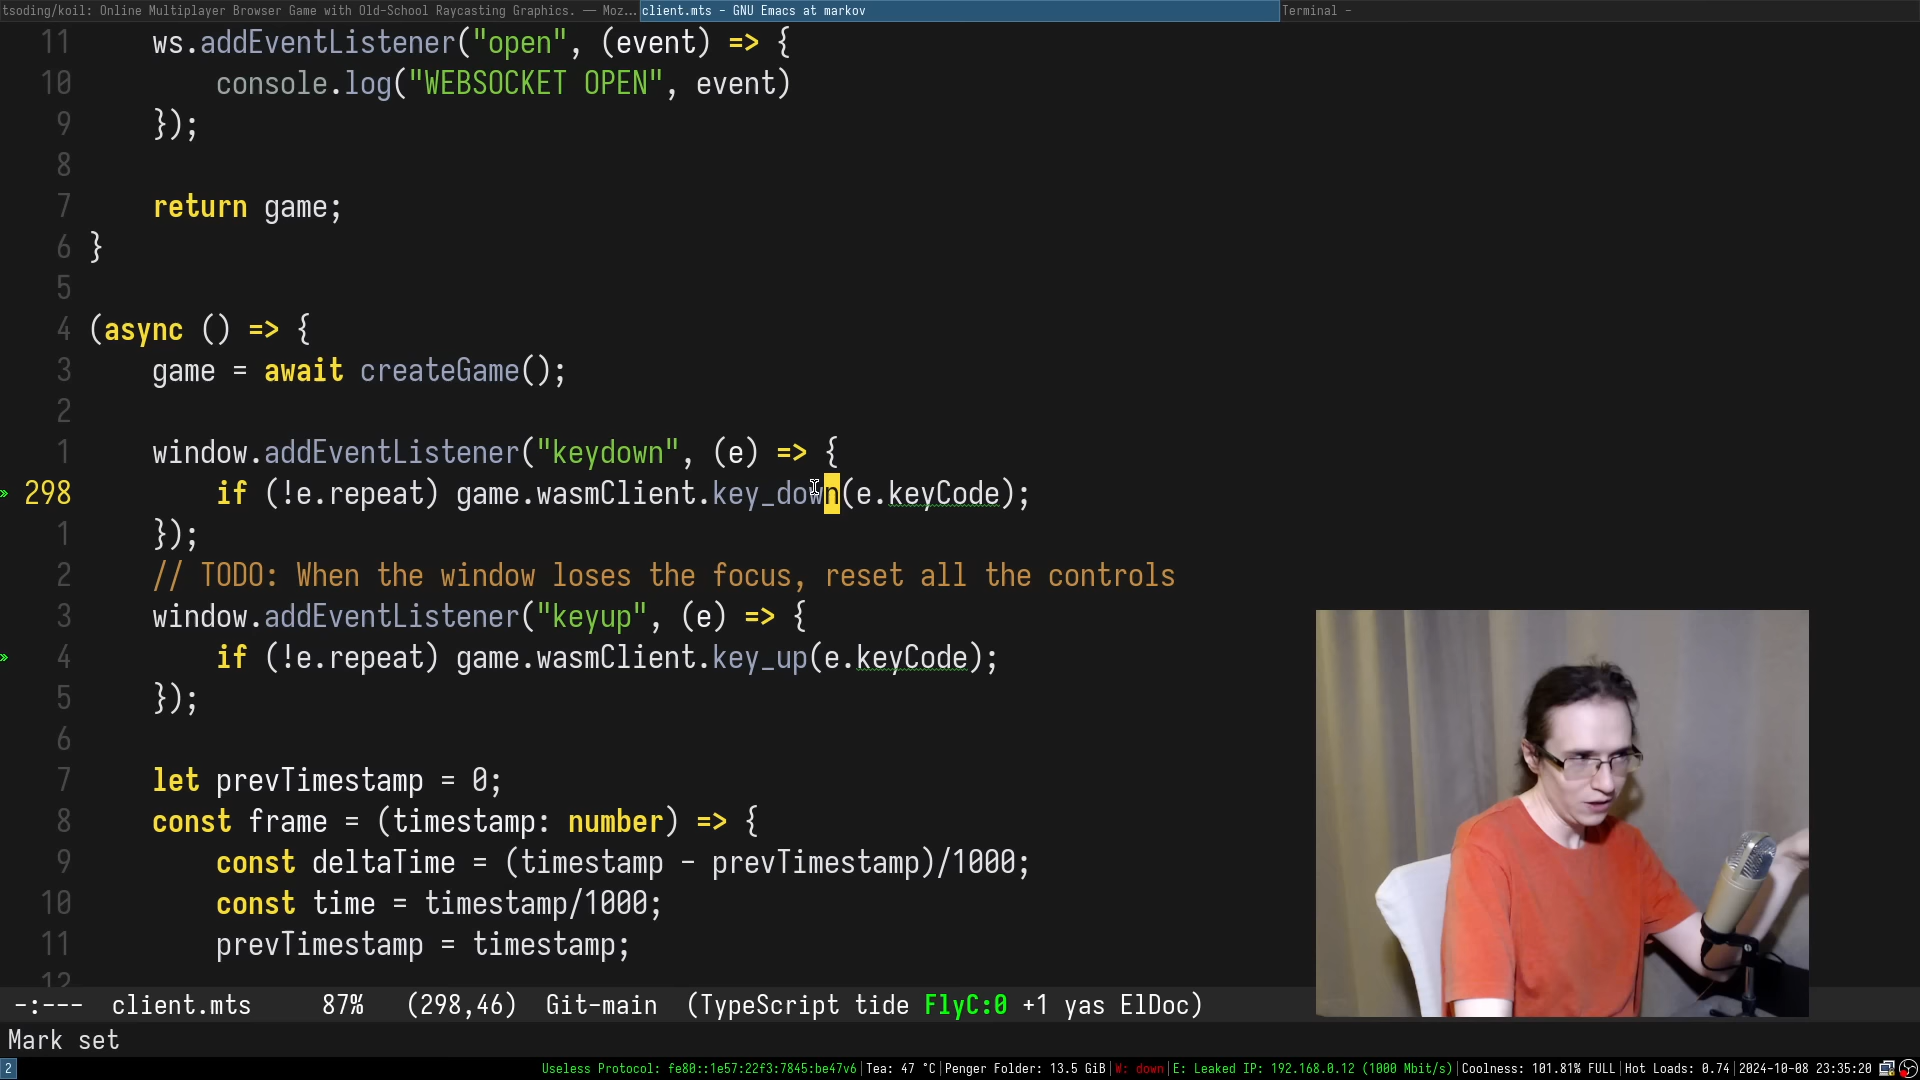 tsoding/koil: Online Multiplayer Browser Game with Old-School Raycasting Graphics. — Moz... client.mts - GNU Emacs at markov Terminal -
11 ws.addEventListener("open", (event) => {
10 console.log("WEBSOCKET OPEN", event)
9 });
8
7 return game;
6 }
5
4 (async () => {
3 game = await createGame();
2
1 window.addEventListener("keydown", (e) => {
» 298 if (!e.repeat) game.wasmClient.key_down(e.keyCode);
1 });
2 // TODO: When the window loses the focus, reset all the controls
3 window.addEventListener("keyup", (e) => {
» 4 if (!e.repeat) game.wasmClient.key_up(e.keyCode);
5 });
6
7 let prevTimestamp = 0;
8 const frame = (timestamp: number) => {
9 const deltaTime = (timestamp - prevTimestamp)/1000;
10 const time = timestamp/1000;
11 prevTimestamp = timestamp;
12
-:--- client.mts 87% (298,46) Git-main (TypeScript tide FlyC:0 +1 yas ElDoc)
Mark set
2 Useless Protocol: fe80::1e57:22f3:7845:be47v6|Tea: 47 °C|Penger Folder: 13.5 GiB|W: down|E: Leaked IP: 192.168.0.12 (1000 Mbit/s)|Coolness: 101.81% FULL|Hot Loads: 0.74|2024-10-08 23:35:20